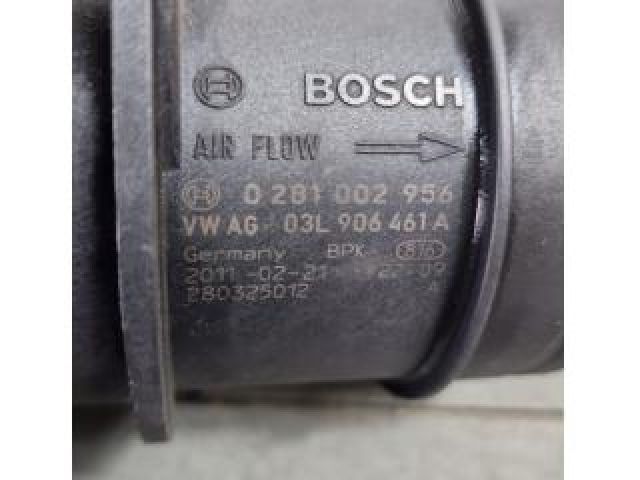 BOSCH
AIR FLOW
0 281 002 956
VW AG 03L 906 461 A
Germany BPK
2011-02-21
280325012